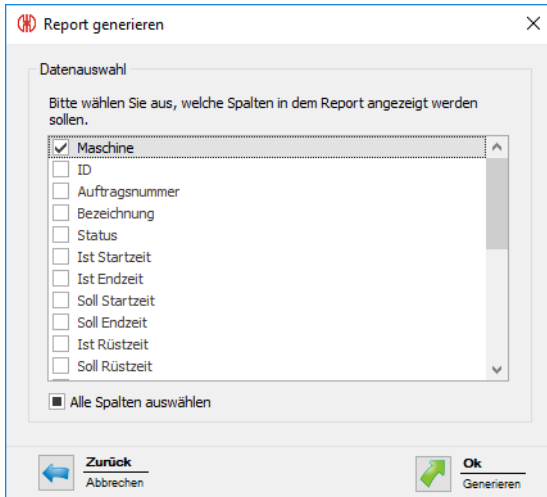 Report generieren
Datenauswahl
Bitte wählen Sie aus, welche Spalten in dem Report angezeigt werden
sollen.
Maschine
ID
Auftragsnummer
Bezeichnung
Status
Ist Startzeit
Ist Endzeit
Soll Startzeit
Soll Endzeit
Ist Rüstzeit
Soll Rüstzeit
Alle Spalten auswählen
Zurück
Abbrechen
Ok
Generieren